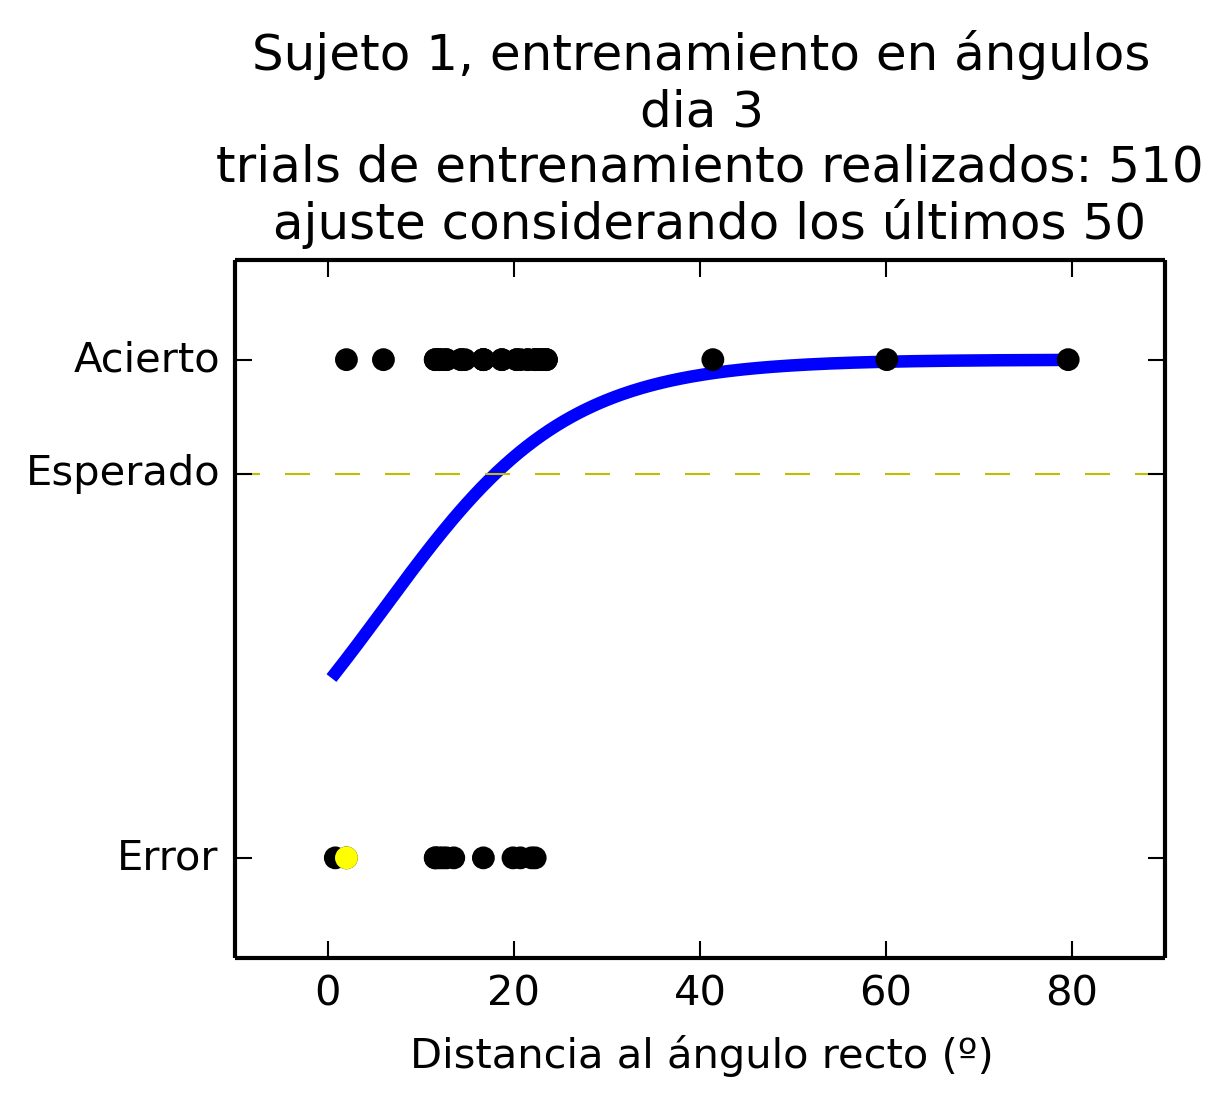 Sujeto 1, entrenamiento en ángulos
dia 3
trials de entrenamiento realizados: 510
ajuste considerando los últimos 50
Acierto
Esperado
Error
0 20 40 60 80
Distancia al ángulo recto (º)